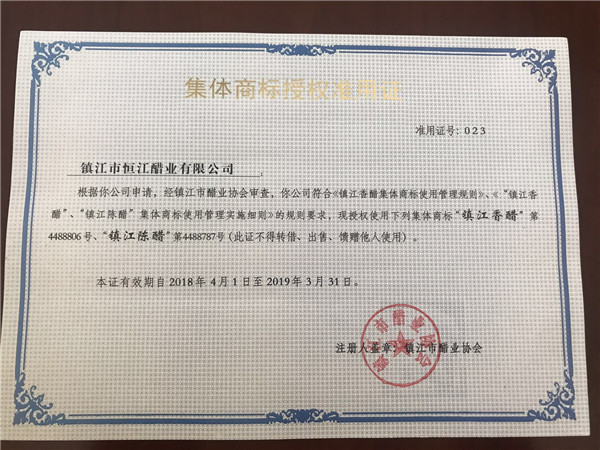 集体商标授权准用证
准用证号：023
镇江市恒江醋业有限公司：
根据你公司申请，经镇江市醋业协会审查，你公司符合《镇江香醋集体商标使用管理规则》、《“镇江香
醋”、“镇江陈醋”集体商标使用管理实施细则》的规则要求，现授权使用下列集体商标“镇江香醋”第
4488806号、“镇江陈醋”第4488787号（此证不得转借、出售、馈赠他人使用）。
本证有效期自2018年4月1日至2019年3月31日。
注册人签章：镇江市醋业协会
镇江市醋业协会